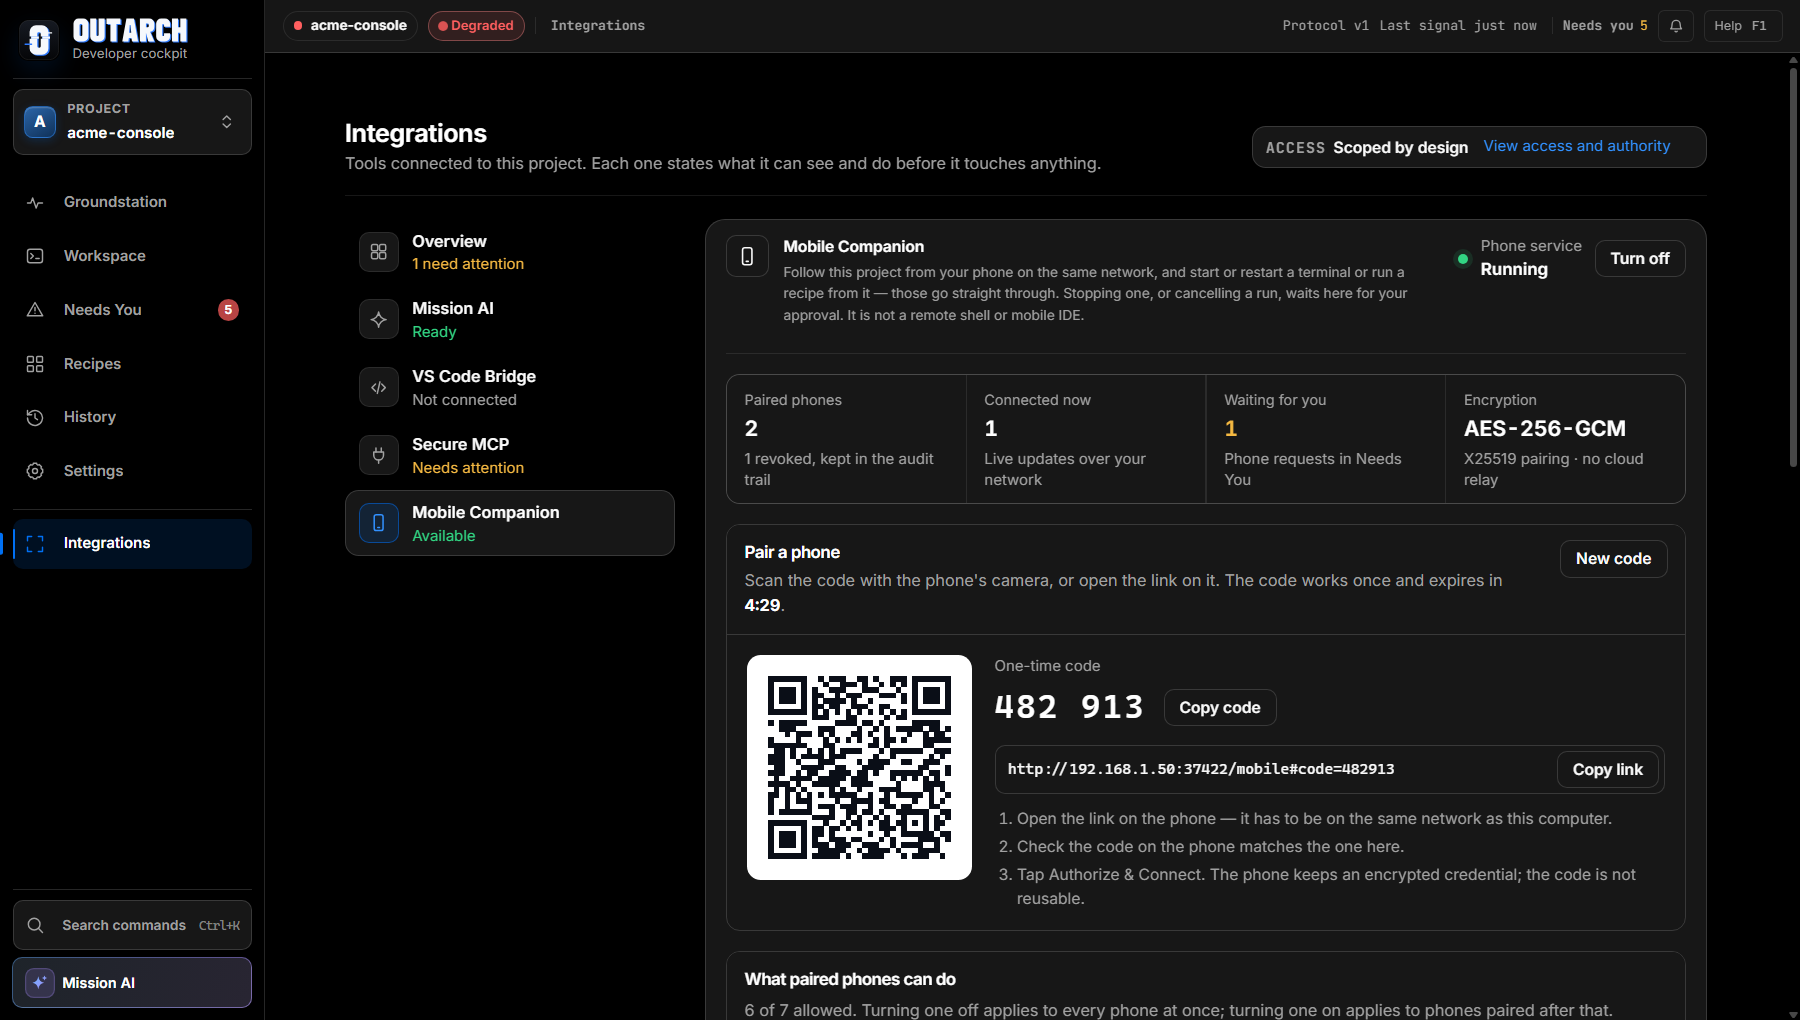 OUTARCH
Developer cockpit
PROJECT
A
acme-console
Groundstation
Workspace
Needs You
5
Recipes
History
Settings
Integrations
Search commands Ctrl+K
Mission AI
acme-console
Degraded
Integrations
Protocol v1 Last signal just now
Needs you 5
Help F1
Integrations
Tools connected to this project. Each one states what it can see and do before it touches anything.
ACCESS Scoped by design View access and authority
Overview
1 need attention
Mission AI
Ready
VS Code Bridge
Not connected
Secure MCP
Needs attention
Mobile Companion
Available
Mobile Companion
Follow this project from your phone on the same network, and start or restart a terminal or run a
recipe from it — those go straight through. Stopping one, or cancelling a run, waits here for your
approval. It is not a remote shell or mobile IDE.
Phone service
Running
Turn off
Paired phones
2
1 revoked, kept in the audit
trail
Connected now
1
Live updates over your
network
Waiting for you
1
Phone requests in Needs
You
Encryption
AES-256-GCM
X25519 pairing · no cloud
relay
Pair a phone
Scan the code with the phone's camera, or open the link on it. The code works once and expires in
4:29.
New code
One-time code
482 913
Copy code
http://192.168.1.50:37422/mobile#code=482913
Copy link
1. Open the link on the phone — it has to be on the same network as this computer.
2. Check the code on the phone matches the one here.
3. Tap Authorize & Connect. The phone keeps an encrypted credential; the code is not
reusable.
What paired phones can do
6 of 7 allowed. Turning one off applies to every phone at once; turning one on applies to phones paired after that.